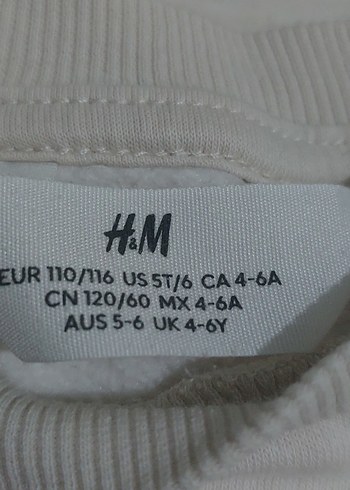 H&M
EUR 110/116 US 5T/6 CA 4-6A
CN 120/60 MX 4-6A
AUS 5-6 UK 4-6Y